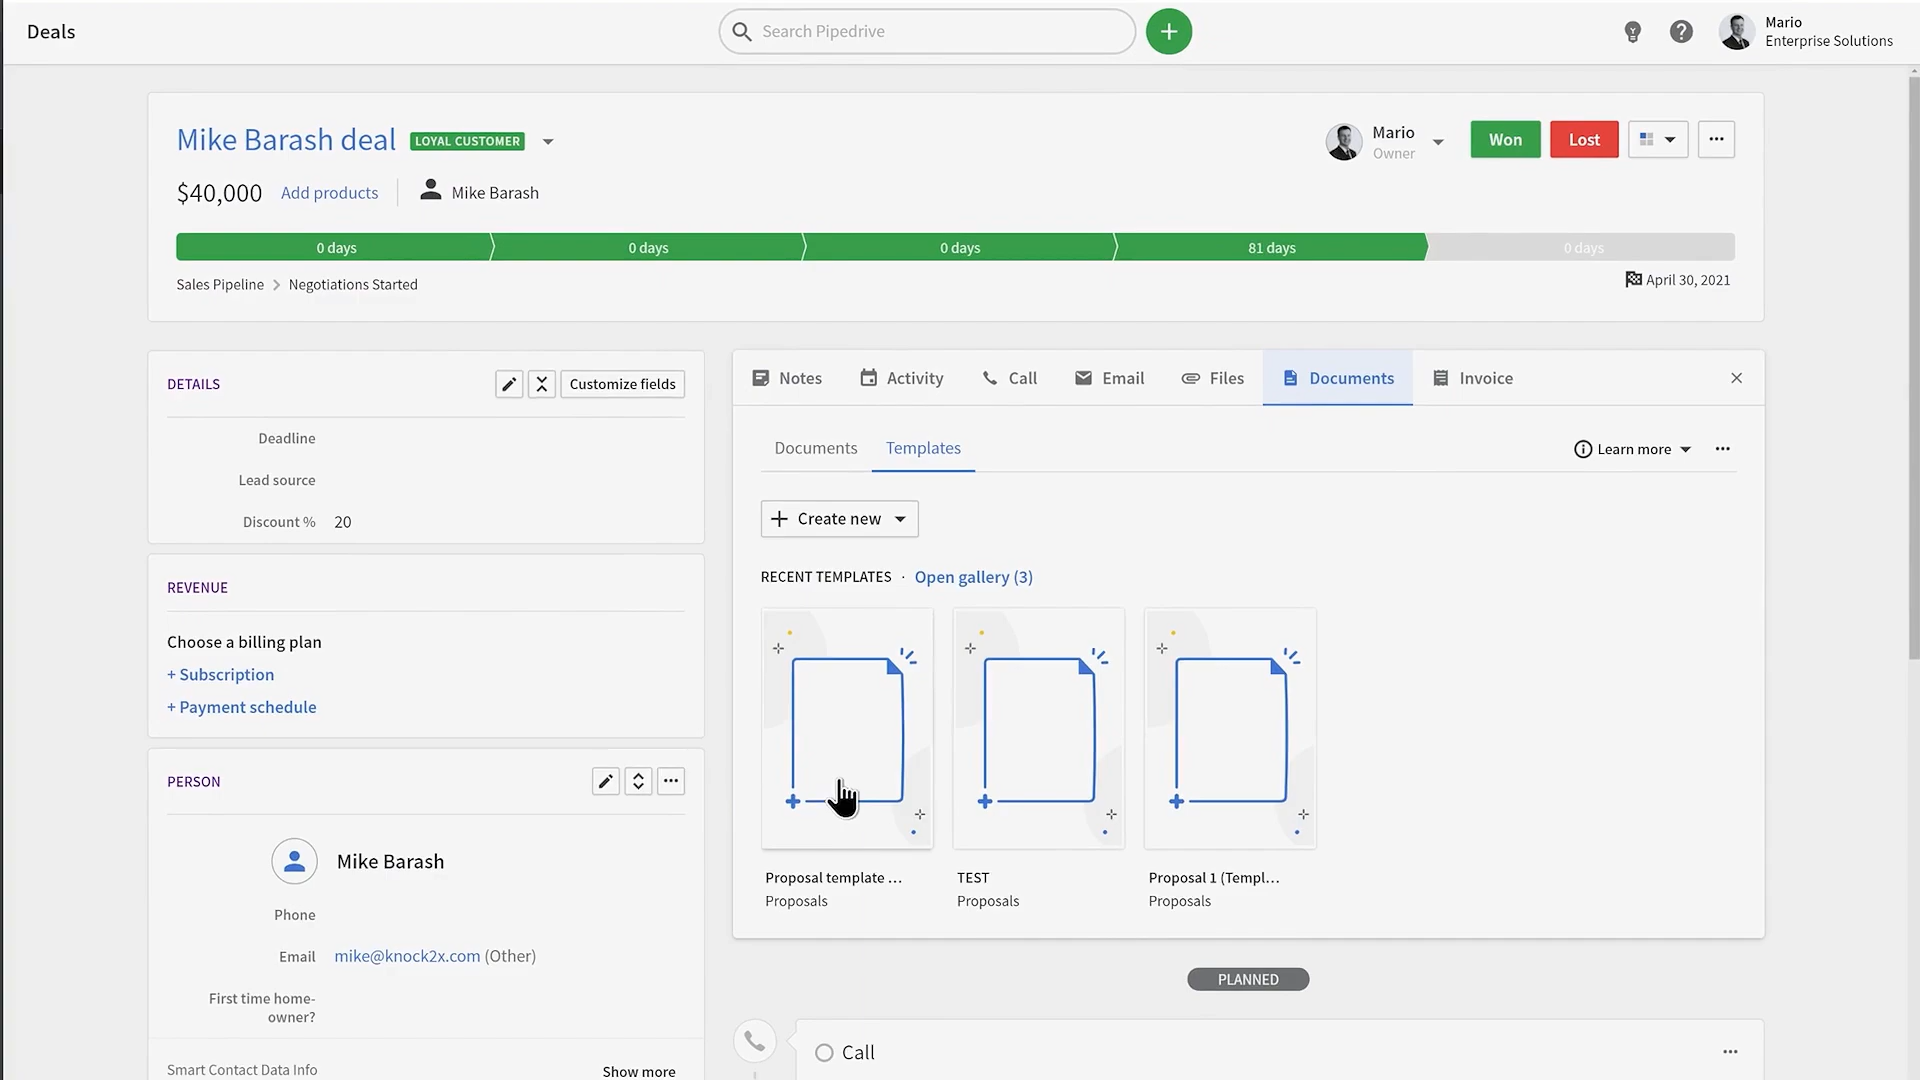 Deals
Search Pipedrive
Mario
Enterprise Solutions
Mike Barash deal
LOYAL CUSTOMER
Mario
Owner
Won
Lost
$40,000
Add products
Mike Barash
0 days
0 days
0 days
81 days
0 days
Sales Pipeline
Negotiations Started
April 30, 2021
DETAILS
Customize fields
Deadline
Lead source
Discount %
20
REVENUE
Choose a billing plan
+ Subscription
+ Payment schedule
PERSON
Mike Barash
Phone
Email
mike@knock2x.com (Other)
First time home-
owner?
Smart Contact Data Info
Show more
Notes
Activity
Call
Email
Files
Documents
Invoice
Documents
Templates
Learn more
Create new
RECENT TEMPLATES · Open gallery (3)
Proposal template ...
Proposals
TEST
Proposals
Proposal 1 (Templ...
Proposals
PLANNED
Call